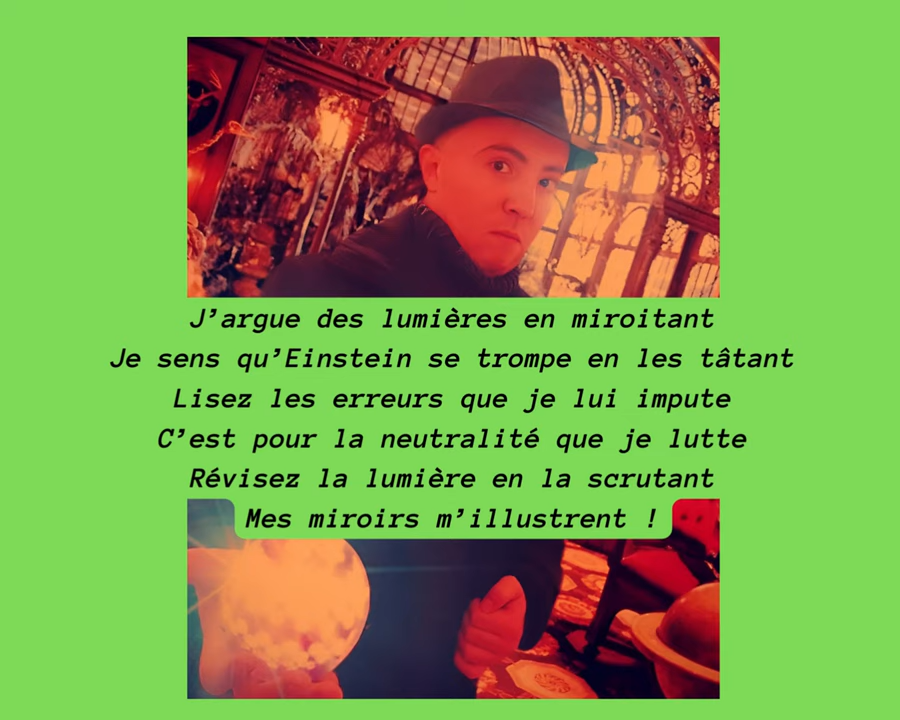 J’argue des lumières en miroitant
Je sens qu’Einstein se trompe en les tâtant
Lisez les erreurs que je lui impute
C’est pour la neutralité que je lutte
Révisez la lumière en la scrutant
Mes miroirs m’illustrent !